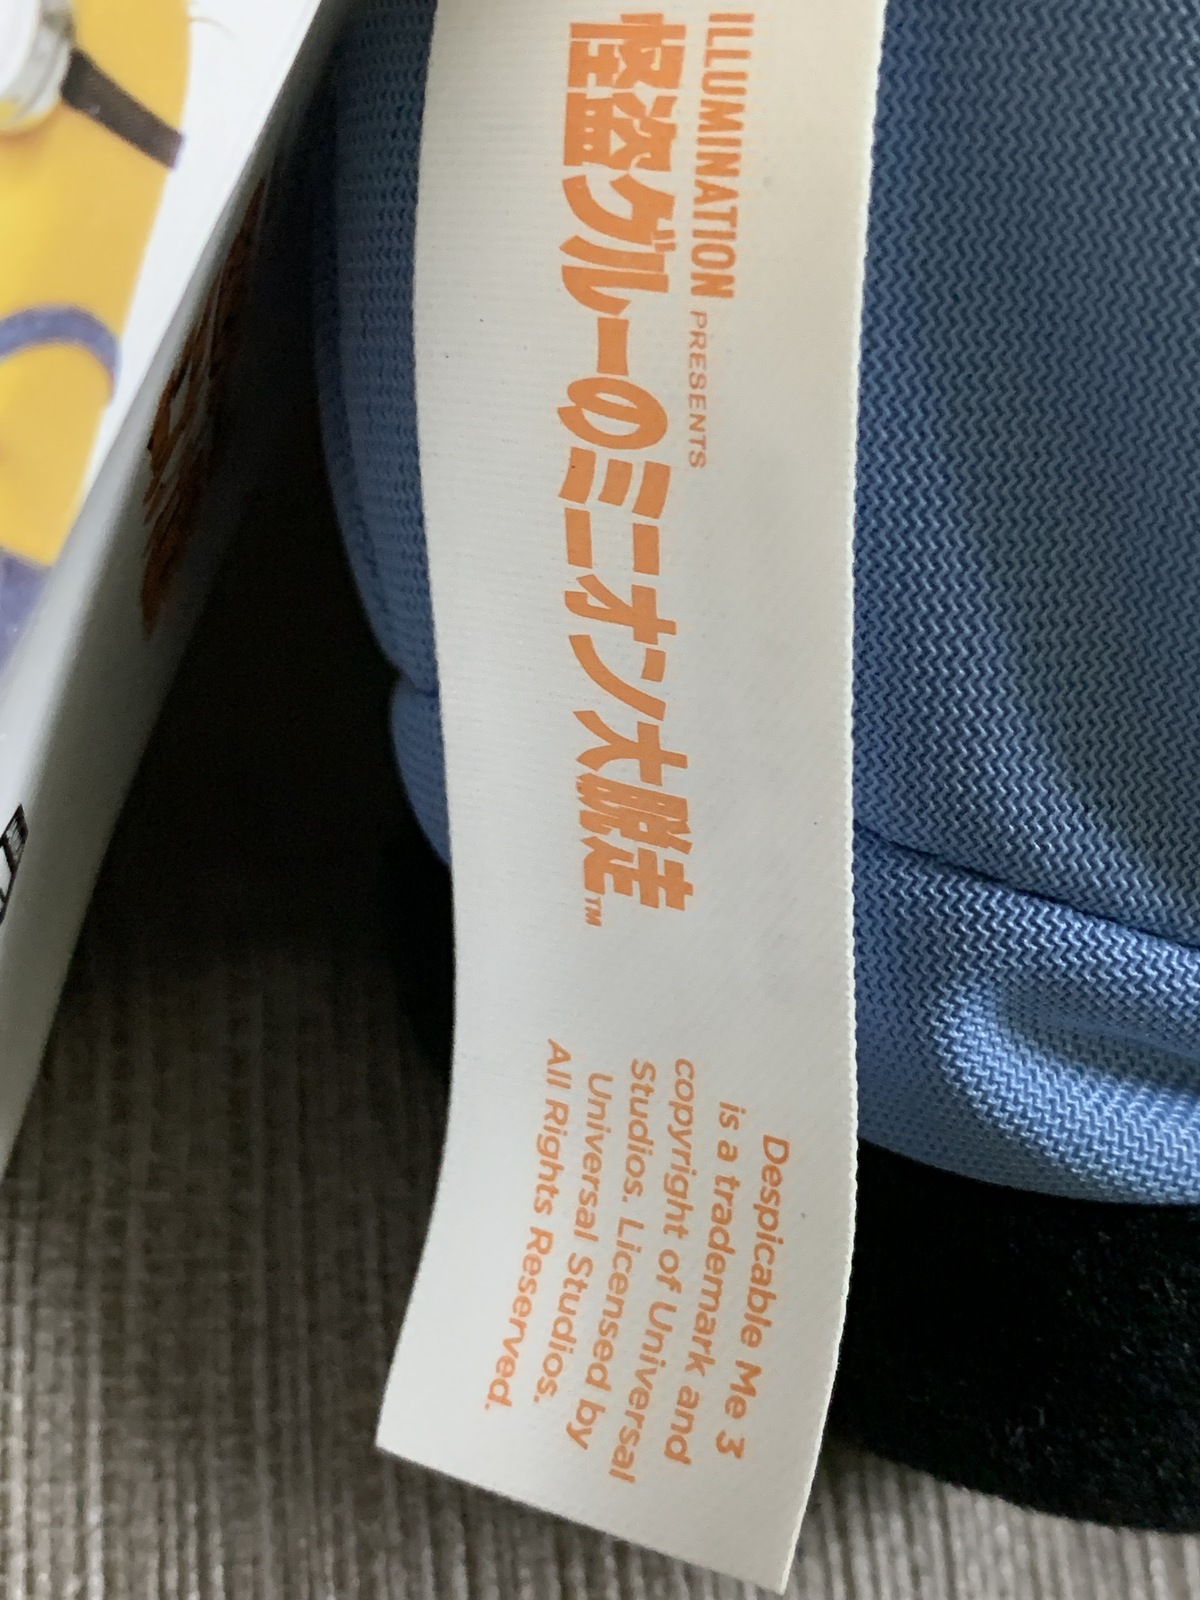 ILLUMINATION PRESENTS
怪盗グルーのミニオン大脱走™
Despicable Me 3
is a trademark and
copyright of Universal
Studios. Licensed by
Universal Studios.
All Rights Reserved.